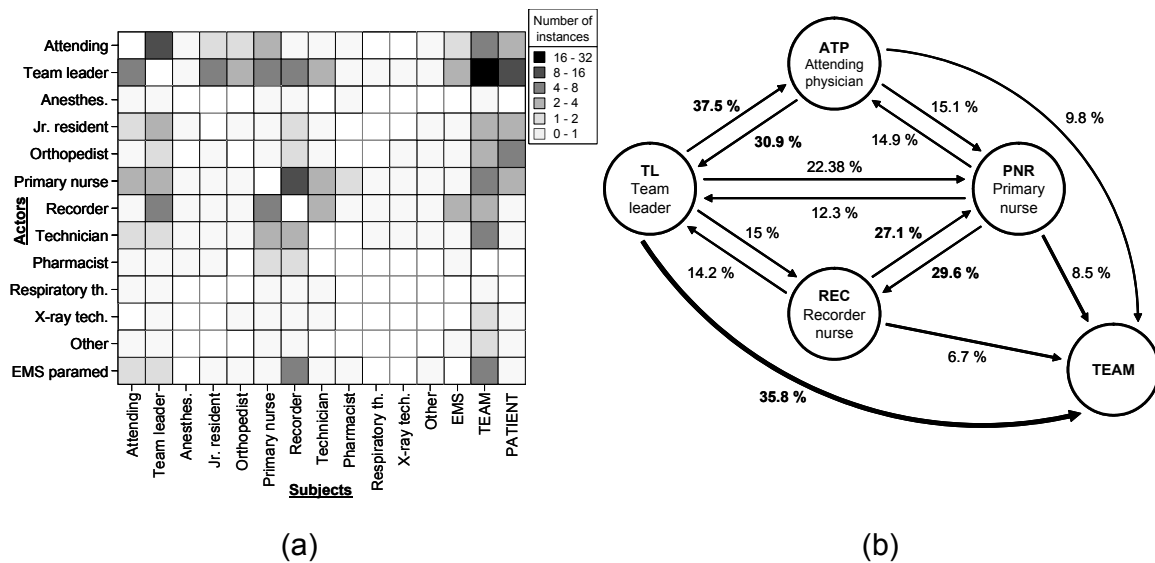 Number of
instances
16 - 32
8 - 16
4 - 8
2 - 4
1 - 2
0 - 1
Actors
Attending
Team leader
Anesthes.
Jr. resident
Orthopedist
Primary nurse
Recorder
Technician
Pharmacist
Respiratory th.
X-ray tech.
Other
EMS paramed
Attending
Team leader
Anesthes.
Jr. resident
Orthopedist
Primary nurse
Recorder
Technician
Pharmacist
Respiratory th.
X-ray tech.
Other
EMS
TEAM
PATIENT
Subjects
(a)
ATP
Attending
physician
37.5 %
30.9 %
15.1 %
14.9 %
9.8 %
TL
Team
leader
22.38 %
12.3 %
PNR
Primary
nurse
15 %
14.2 %
27.1 %
29.6 %
8.5 %
REC
Recorder
nurse
6.7 %
TEAM
35.8 %
(b)